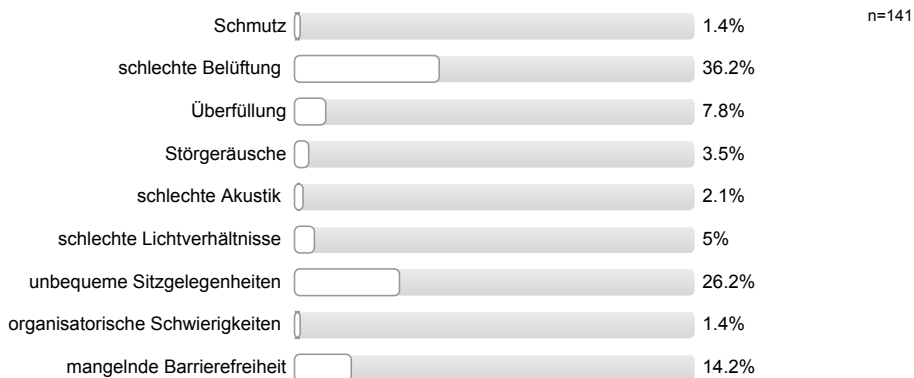 Schmutz 1.4% n=141
schlechte Belüftung 36.2%
Überfüllung 7.8%
Störgeräusche 3.5%
schlechte Akustik 2.1%
schlechte Lichtverhältnisse 5%
unbequeme Sitzgelegenheiten 26.2%
organisatorische Schwierigkeiten 1.4%
mangelnde Barrierefreiheit 14.2%